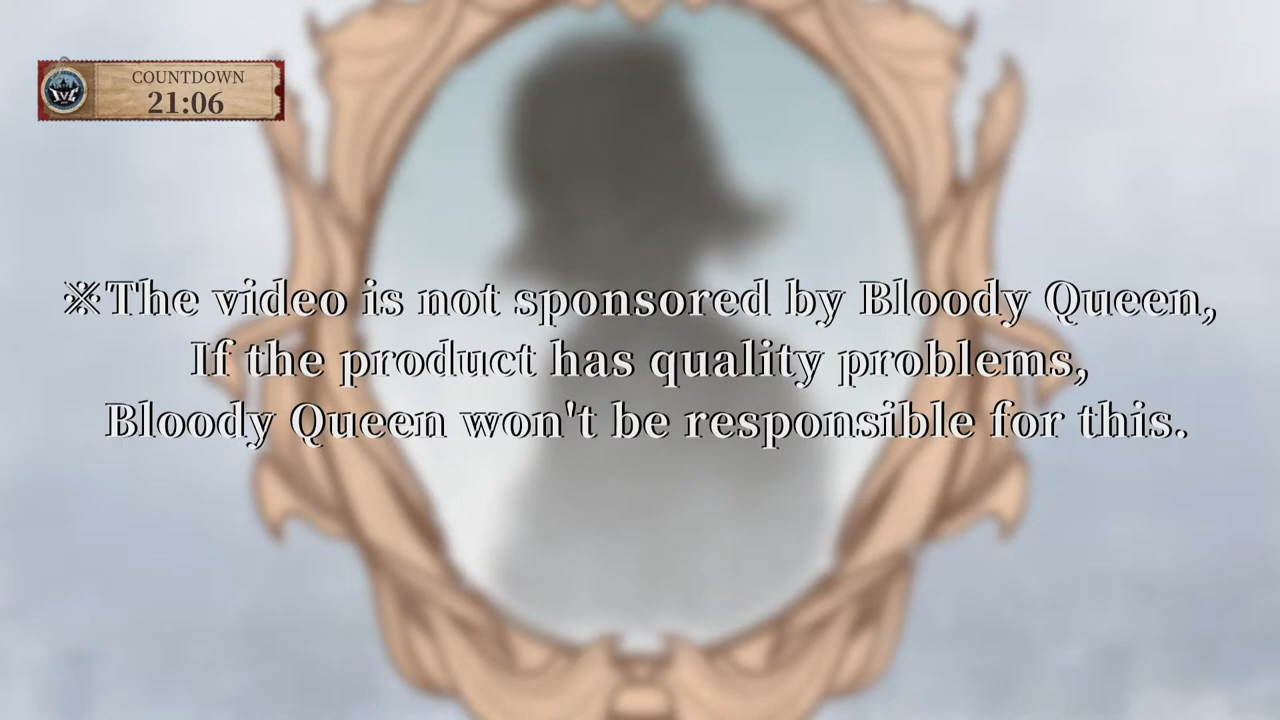 COUNTDOWN
21:06
※The video is not sponsored by Bloody Queen,
If the product has quality problems,
Bloody Queen won't be responsible for this.